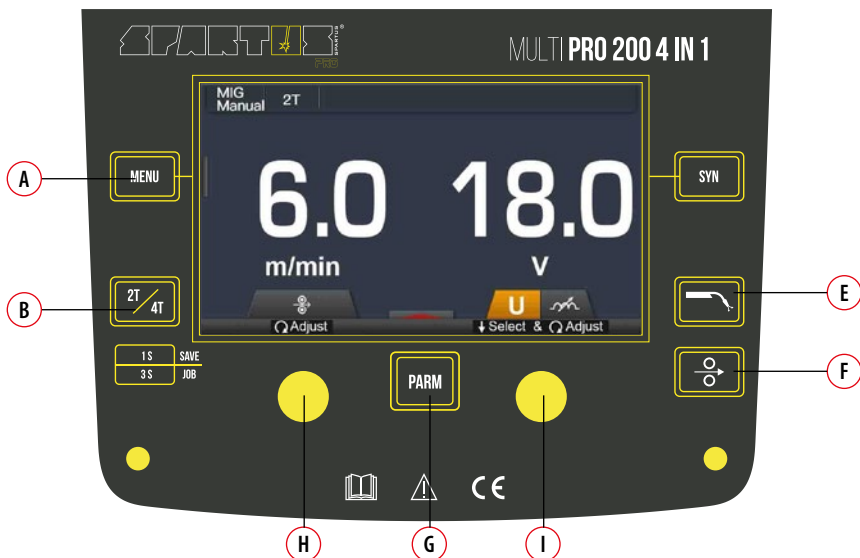 SPARTUS®
SPARTUS
PRO
MULTI PRO 200 4 IN 1
MIG
Manual
2T
6.0
18.0
m/min
V
U
Adjust
Select & Adjust
MENU
SYN
2T/4T
1 S SAVE
3 S JOB
PARM
CE
A
B
E
F
H
G
I